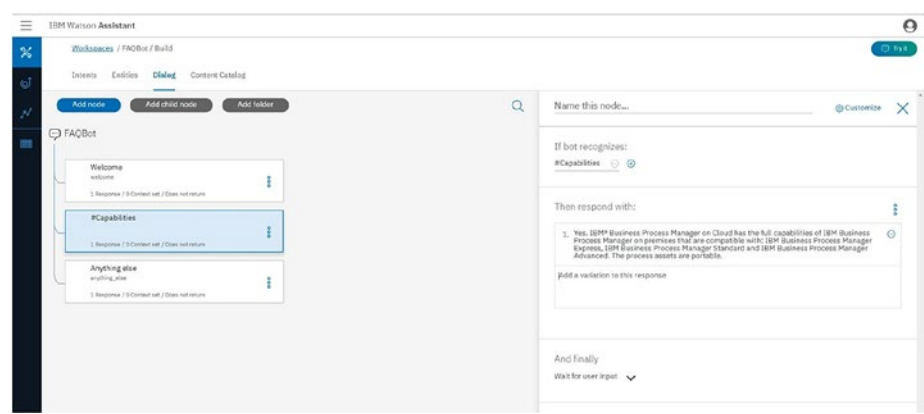 IBM Watson Assistant
Workspaces / FAQBot / Build
Try it
Intents Entities Dialog Content Catalog
Add node Add child node Add folder
Name this node...
Customize
FAQBot
If bot recognizes:
#Capabilities
Welcome
welcome
1 Response / 0 Context set / Does not return
Then respond with:
#Capabilities
1 Response / 0 Context set / Does not return
1. Yes. IBM® Business Process Manager on Cloud has the full capabilities of IBM Business
Process Manager on premises that are compatible with: IBM Business Process Manager
Express, IBM Business Process Manager Standard and IBM Business Process Manager
Advanced. The process assets are portable.
Add a variation to this response
Anything else
anything_else
1 Response / 0 Context set / Does not return
And finally
Wait for user input